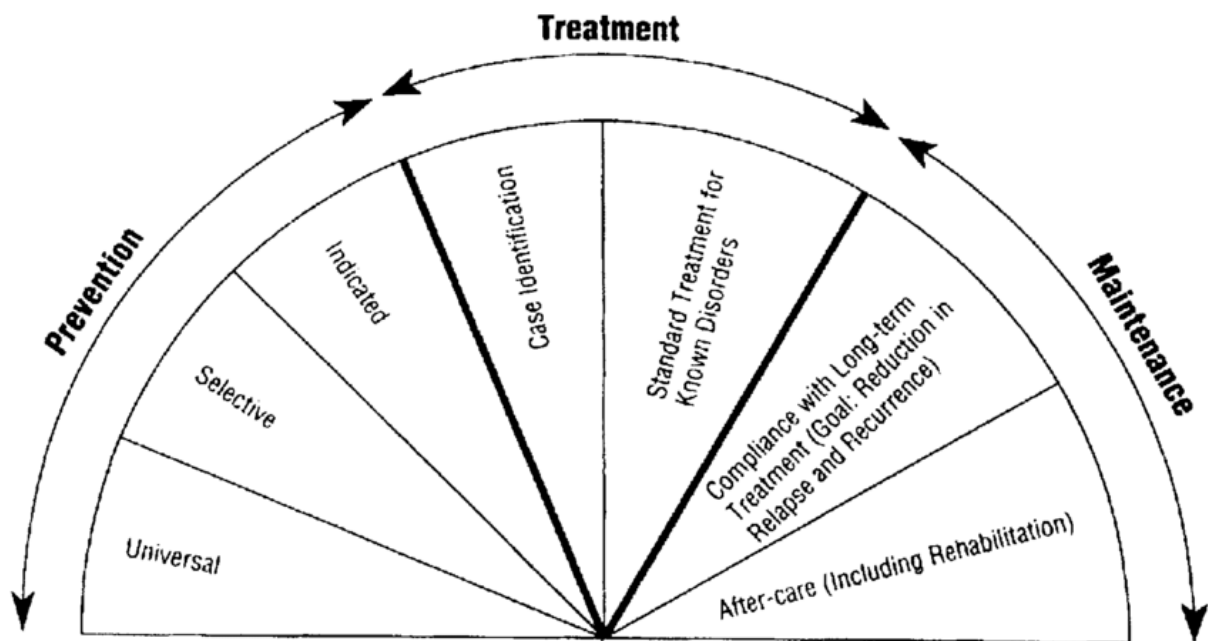 Treatment
Prevention
Maintenance
Universal
Selective
Indicated
Case Identification
Standard Treatment for
Known Disorders
Compliance with Long-term
Treatment (Goal: Reduction in
Relapse and Recurrence)
After-care (Including Rehabilitation)